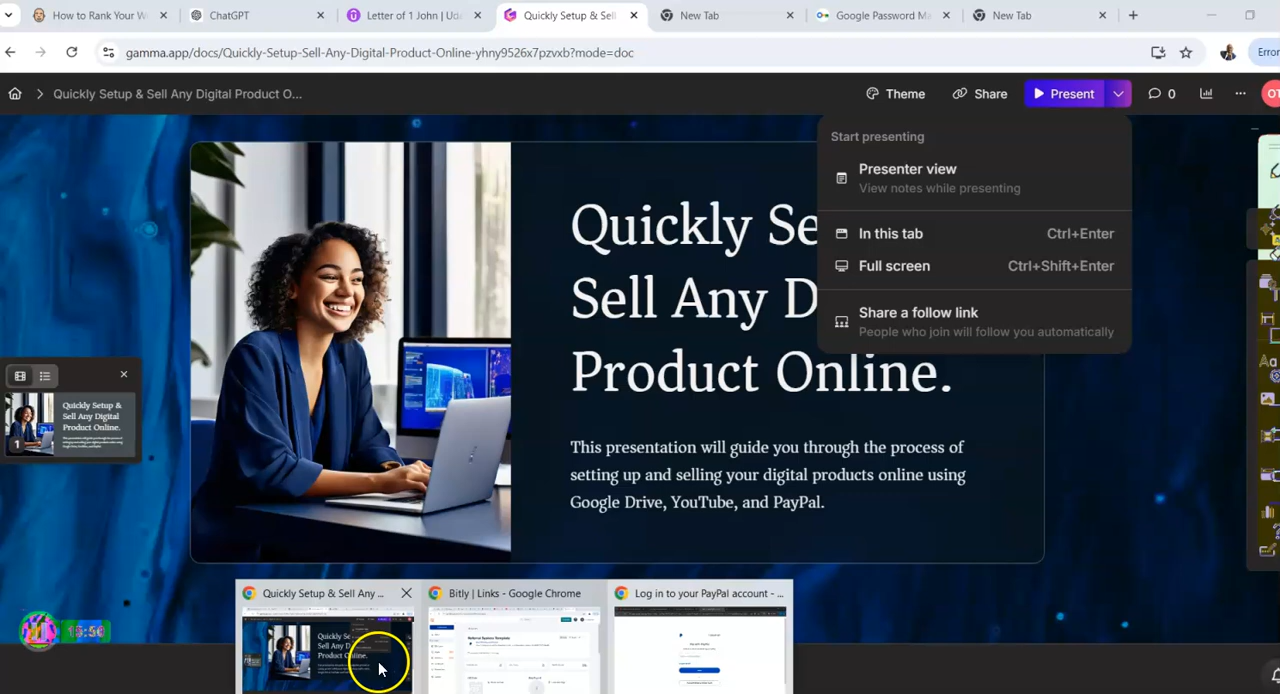 How to Rank Your W
ChatGPT
Letter of 1 John | Uda
Quickly Setup & Sell
New Tab
Google Password Ma
New Tab
gamma.app/docs/Quickly-Setup-Sell-Any-Digital-Product-Online-yhny9526x7pzvxb?mode=doc
Error
Quickly Setup & Sell Any Digital Product O...
Theme
Share
Present
0
OT
Start presenting
Presenter view
View notes while presenting
In this tab
Ctrl+Enter
Full screen
Ctrl+Shift+Enter
Share a follow link
People who join will follow you automatically
Quickly Se
Sell Any D
Product Online.
This presentation will guide you through the process of
setting up and selling your digital products online using
Google Drive, YouTube, and PayPal.
Quickly Setup &
Sell Any Digital
Product Online.
1
Quickly Setup & Sell Any ...
Bitly | Links - Google Chrome
Log in to your PayPal account - ...